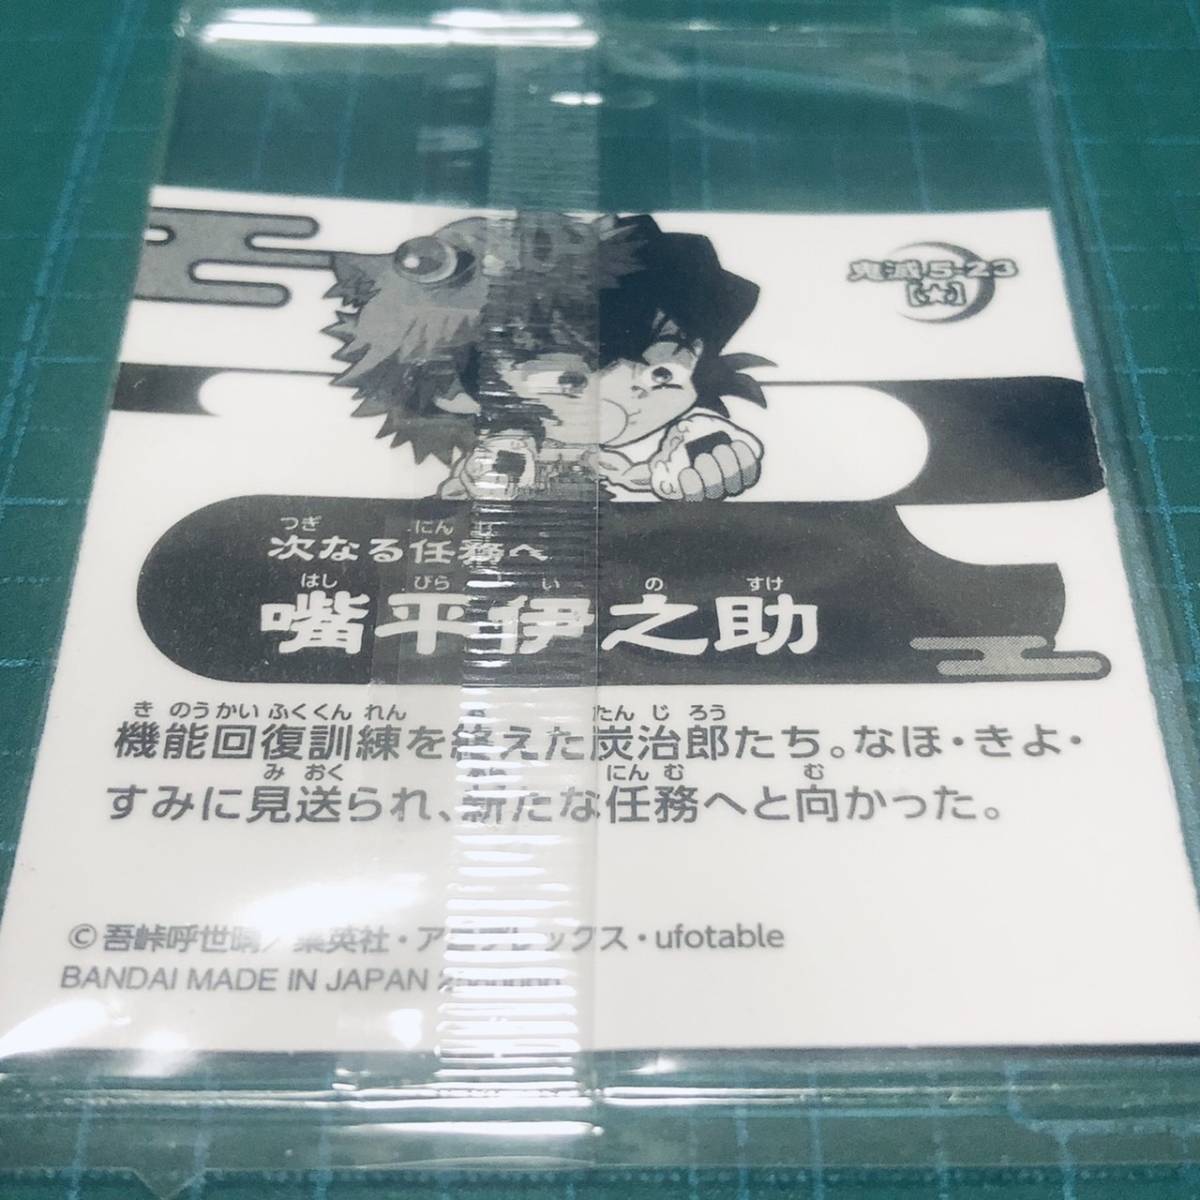 鬼滅 5-23
[★]
つぎ にん む
次なる任務へ
はし びら い の すけ
嘴平伊之助
き のう かい ふく くん れん たん じ ろう
機能回復訓練を終えた炭治郎たち。なほ・きよ・
み おく にん む む
すみに見送られ、新たな任務へと向かった。
©吾峠呼世晴／集英社・アニプレックス・ufotable
BANDAI MADE IN JAPAN